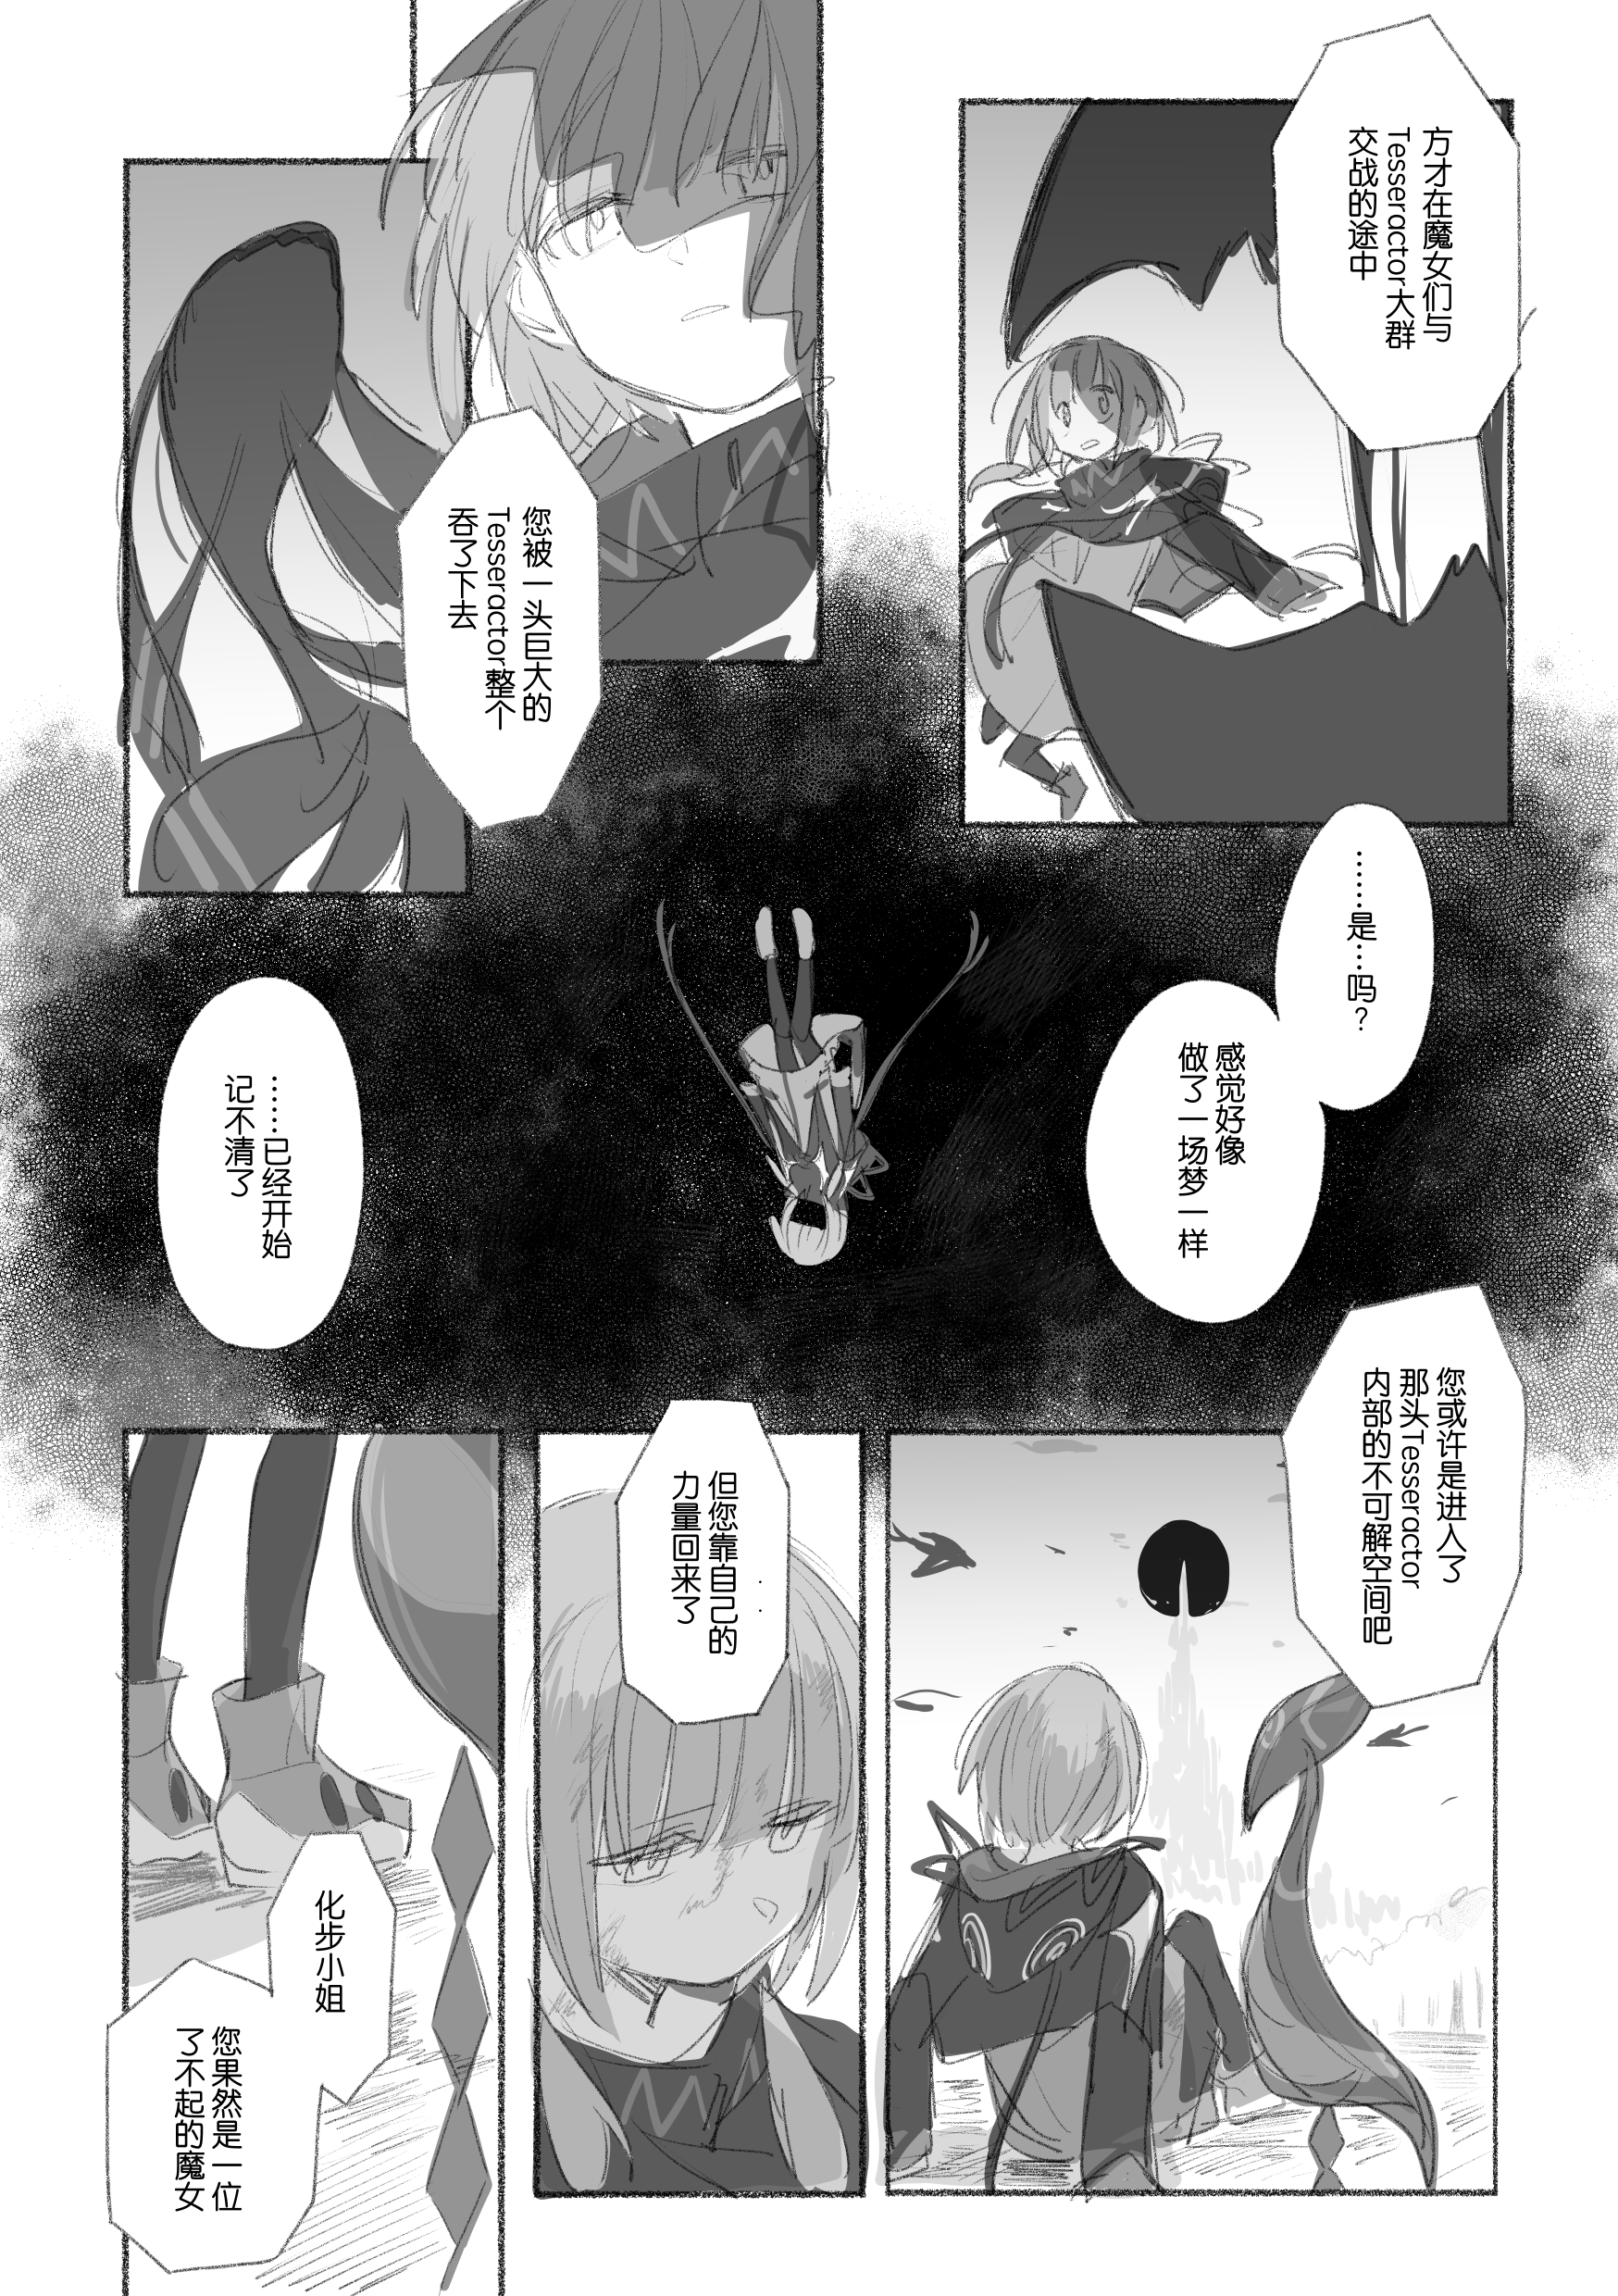 方才在魔女们与
Tesseractor大群
交战的途中
您被一头巨大的
Tesseractor整个
吞了下去
……是…吗？
感觉好像
做了一场梦一样
……已经开始
记不清了
您或许是进入了
那头Tesseractor
内部的不可解空间吧
但您靠自己的
力量回来了
化步小姐
您果然是一位
了不起的魔女